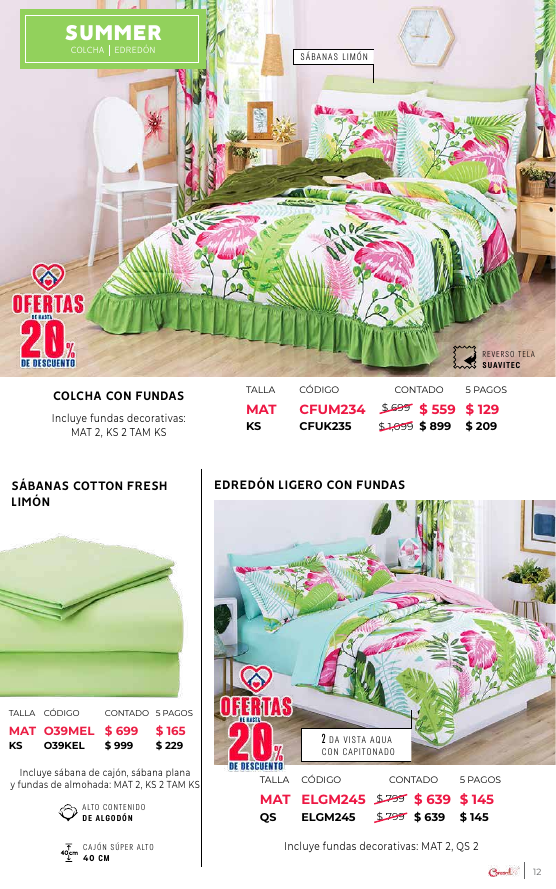 SUMMER
COLCHA | EDREDÓN
SÁBANAS LIMÓN
OFERTAS
DE HASTA
20%
DE DESCUENTO
REVERSO TELA
SUAVITEC
COLCHA CON FUNDAS
Incluye fundas decorativas:
MAT 2, KS 2 TAM KS
TALLA CÓDIGO CONTADO 5 PAGOS
MAT CFUM234 $ 699 $ 559 $ 129
KS CFUK235 $ 1,099 $ 899 $ 209
SÁBANAS COTTON FRESH
LIMÓN
TALLA CÓDIGO CONTADO 5 PAGOS
MAT O39MEL $ 699 $ 165
KS O39KEL $ 999 $ 229
Incluye sábana de cajón, sábana plana
y fundas de almohada: MAT 2, KS 2 TAM KS
ALTO CONTENIDO
DE ALGODÓN
40cm
CAJÓN SÚPER ALTO
40 CM
EDREDÓN LIGERO CON FUNDAS
OFERTAS
DE HASTA
20%
DE DESCUENTO
2 DA VISTA AQUA
CON CAPITONADO
TALLA CÓDIGO CONTADO 5 PAGOS
MAT ELGM245 $ 799 $ 639 $ 145
QS ELGM245 $ 799 $ 639 $ 145
Incluye fundas decorativas: MAT 2, QS 2
12